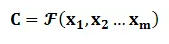 C = ℱ(x₁, x₂ … xₘ)